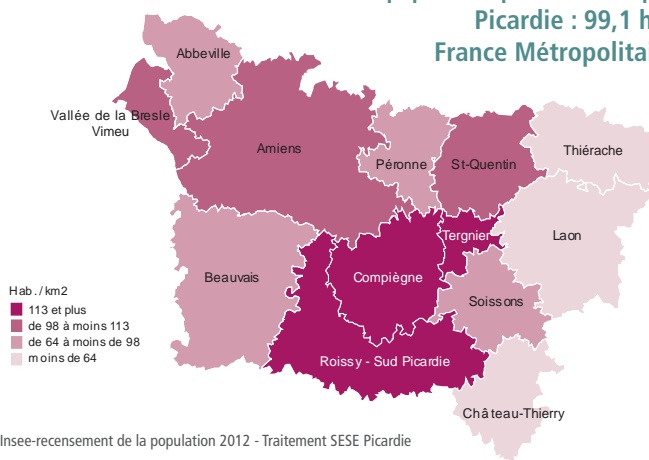 Picardie : 99,1 h
France Métropolitai
Abbeville
Vallée de la Bresle
Vimeu
Amiens
Péronne
St-Quentin
Thiérache
Tergnier
Laon
Beauvais
Compiègne
Soissons
Hab. / km2
113 et plus
de 98 à moins 113
de 64 à moins de 98
moins de 64
Roissy - Sud Picardie
Château-Thierry
Insee-recensement de la population 2012 - Traitement SESE Picardie